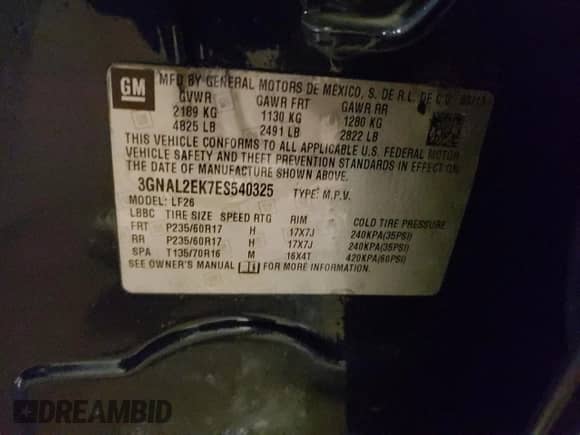 GM
MFD BY GENERAL MOTORS DE MÉXICO, S. DE R.L. DE C.V.
GVWR GAWR FRT GAWR RR
2189 KG 1130 KG 1280 KG
4825 LB 2491 LB 2822 LB
THIS VEHICLE CONFORMS TO ALL APPLICABLE U.S. FEDERAL MOTOR
VEHICLE SAFETY AND THEFT PREVENTION STANDARDS IN EFFECT ON
THE DATE OF MANUFACTURE SHOWN ABOVE.
3GNAL2EK7ES540325 TYPE: M.P.V.
MODEL: LF26
LBBC TIRE SIZE SPEED RTG RIM COLD TIRE PRESSURE
FRT P235/60R17 H 17X7J 240KPA(35PSI)
RR P235/60R17 H 17X7J 240KPA(35PSI)
SPA T135/70R16 M 16X4T 420KPA(60PSI)
SEE OWNER'S MANUAL FOR MORE INFORMATION.
DREAMBID